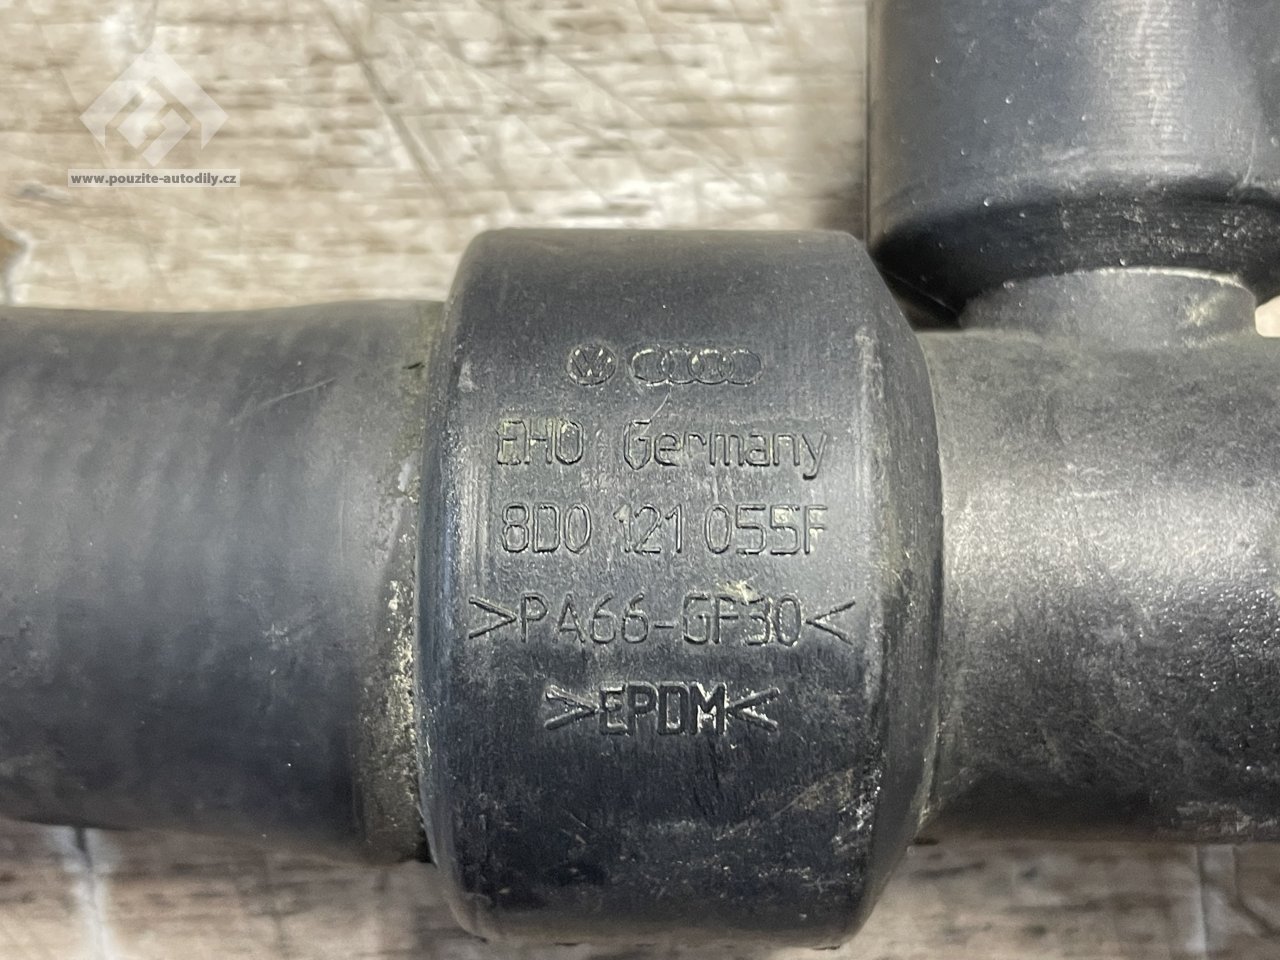 www.pouzite-autodily.cz
EHO Germany
8D0 121 055F
>PA66-GF30<
>EPDM<